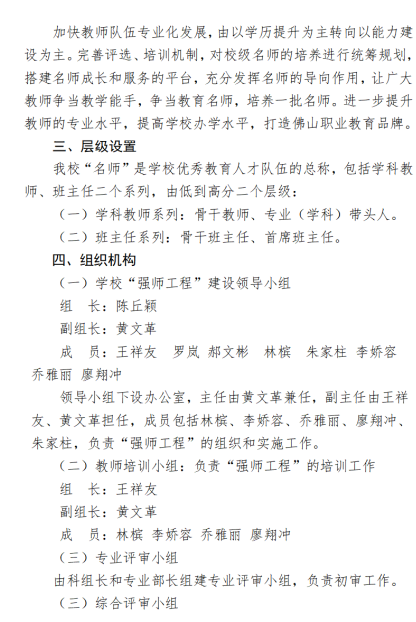 加快教师队伍专业化发展，由以学历提升为主转向以能力建
设为主。完善评选、培训机制，对校级名师的培养进行统筹规划，
搭建名师成长和服务的平台，充分发挥名师的导向作用，让广大
教师争当教学能手，争当教育名师，培养一批名师。进一步提升
教师的专业水平，提高学校办学水平，打造佛山职业教育品牌。
三、层级设置
我校“名师”是学校优秀教育人才队伍的总称，包括学科教
师、班主任二个系列，由低到高分二个层级：
（一）学科教师系列：骨干教师、专业（学科）带头人。
（二）班主任系列：骨干班主任、首席班主任。
四、组织机构
（一）学校“强师工程”建设领导小组
组　长：陈丘颖
副组长：黄文革
成　员：王祥友　罗岚 郝文彬　林槟　朱家柱 李娇容
乔雅丽 廖翔冲
领导小组下设办公室，主任由黄文革兼任，副主任由王祥
友、黄文革担任，成员包括林槟、李娇容、乔雅丽、廖翔冲、
朱家柱，负责“强师工程”的组织和实施工作。
（二）教师培训小组：负责“强师工程”的培训工作
组　长：王祥友
副组长：黄文革
成　员：林槟 李娇容 乔雅丽 廖翔冲
（三）专业评审小组
由科组长和专业部长组建专业评审小组，负责初审工作。
（三）综合评审小组